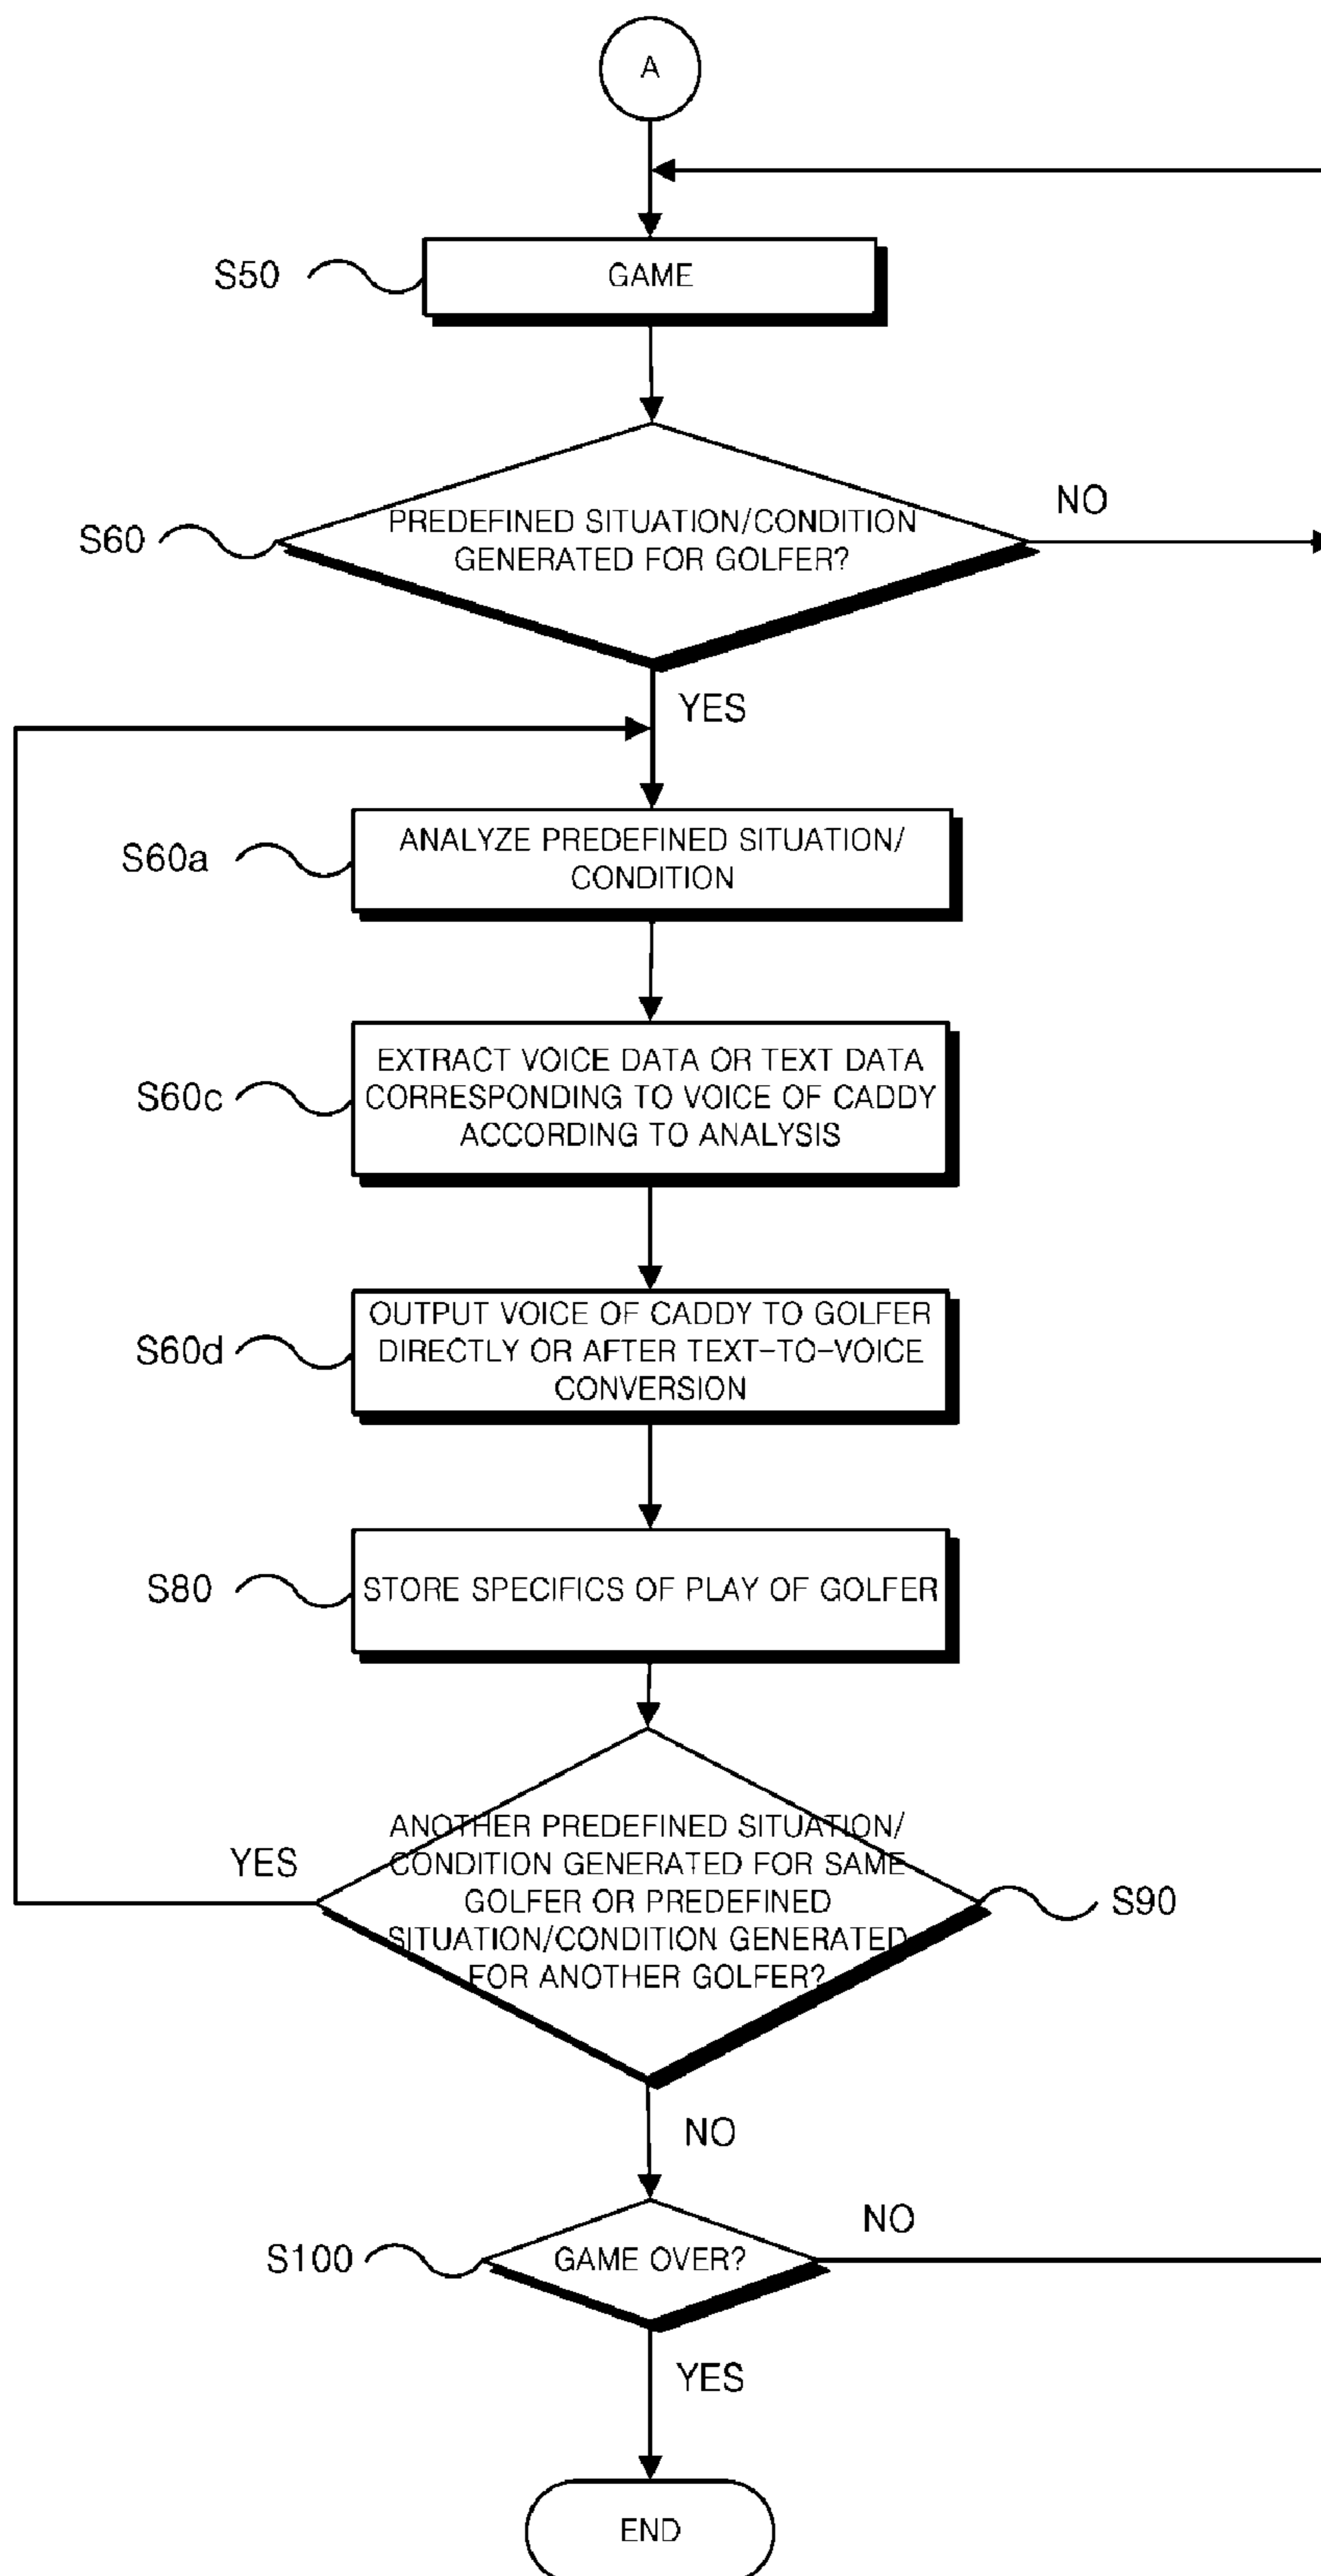 A
S50
GAME
S60
PREDEFINED SITUATION/CONDITION
GENERATED FOR GOLFER?
NO
YES
S60a
ANALYZE PREDEFINED SITUATION/
CONDITION
S60c
EXTRACT VOICE DATA OR TEXT DATA
CORRESPONDING TO VOICE OF CADDY
ACCORDING TO ANALYSIS
S60d
OUTPUT VOICE OF CADDY TO GOLFER
DIRECTLY OR AFTER TEXT-TO-VOICE
CONVERSION
S80
STORE SPECIFICS OF PLAY OF GOLFER
YES
ANOTHER PREDEFINED SITUATION/
CONDITION GENERATED FOR SAME
GOLFER OR PREDEFINED
SITUATION/CONDITION GENERATED
FOR ANOTHER GOLFER?
S90
NO
S100
GAME OVER?
NO
YES
END